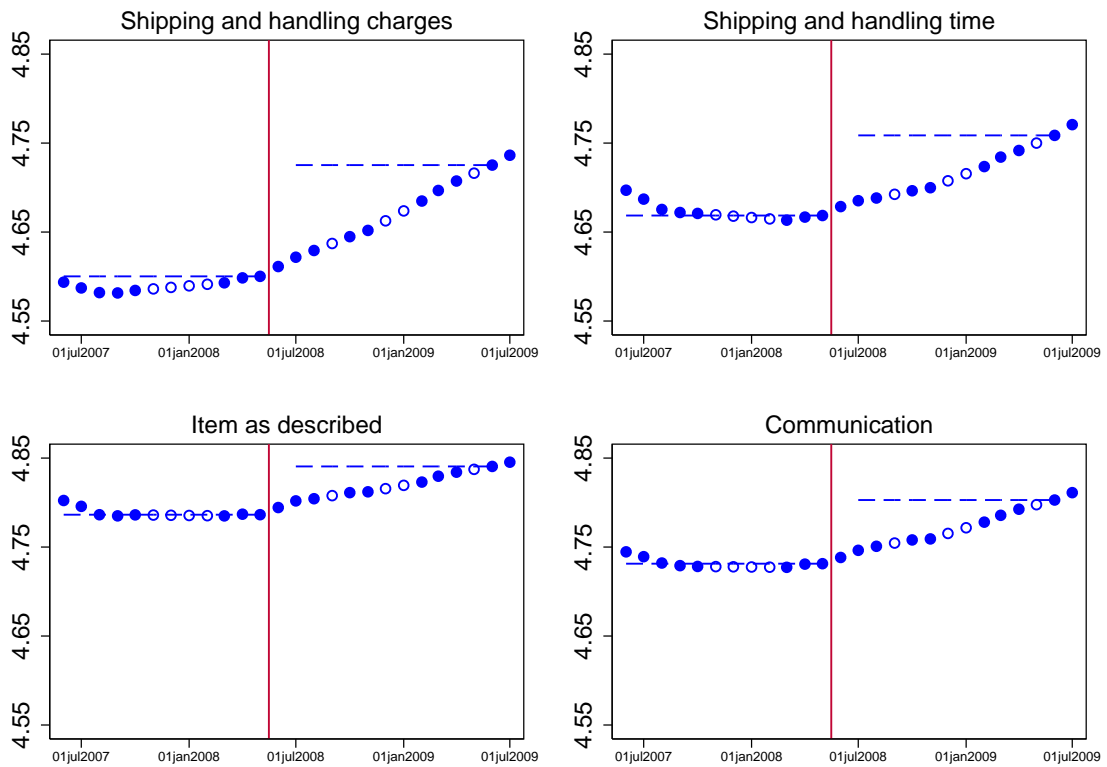 Shipping and handling charges
4.85
4.75
4.65
4.55
01jul2007 01jan2008 01jul2008 01jan2009 01jul2009
Shipping and handling time
4.85
4.75
4.65
4.55
01jul2007 01jan2008 01jul2008 01jan2009 01jul2009
Item as described
4.85
4.75
4.65
4.55
01jul2007 01jan2008 01jul2008 01jan2009 01jul2009
Communication
4.85
4.75
4.65
4.55
01jul2007 01jan2008 01jul2008 01jan2009 01jul2009